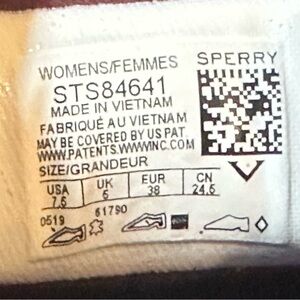 WOMENS/FEMMES SPERRY
STS84641
MADE IN VIETNAM
FABRIQUÉ AU VIETNAM
MAY BE COVERED BY US PAT.
WWW.PATENTS.WWWINC.COM
SIZE/GRANDEUR
USA UK EUR CN
7.5 5 38 24.5
0519 61790